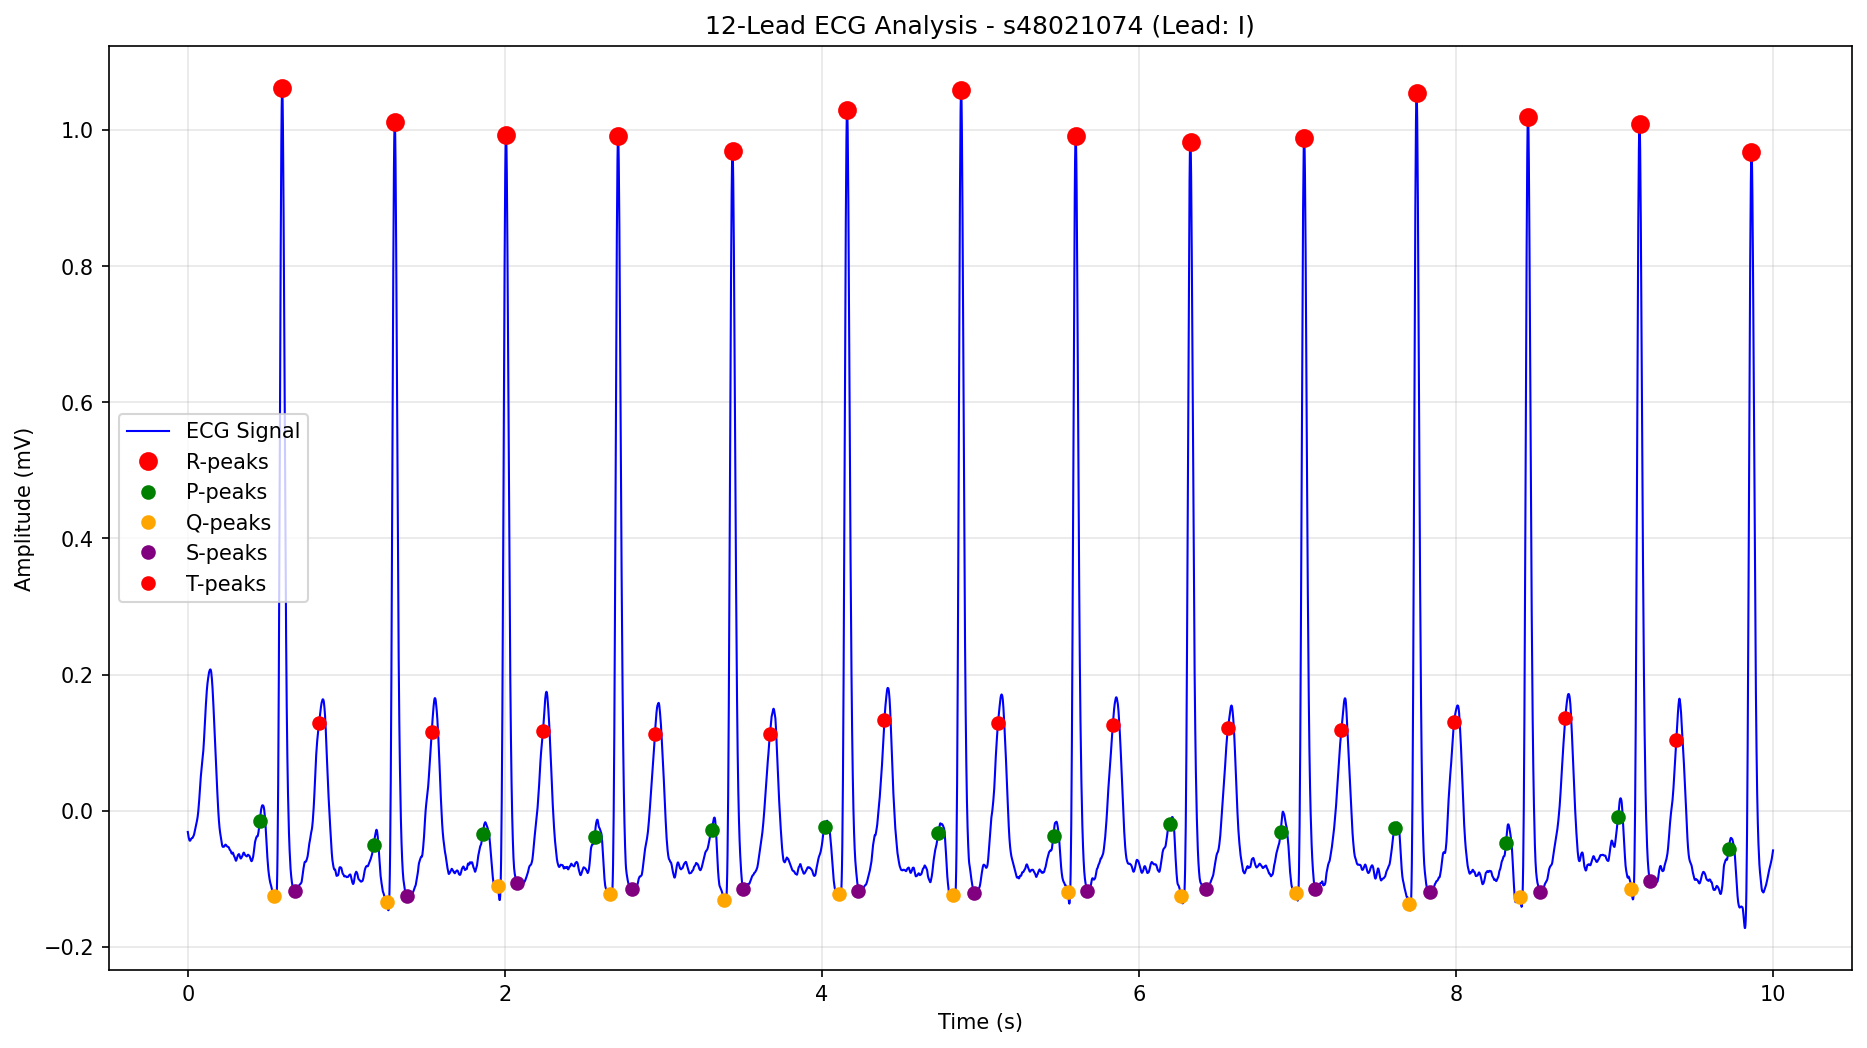 12-Lead ECG Analysis - s48021074 (Lead: I)
Amplitude (mV)
1.0
0.8
0.6
0.4
0.2
0.0
−0.2
ECG Signal
R-peaks
P-peaks
Q-peaks
S-peaks
T-peaks
0 2 4 6 8 10
Time (s)